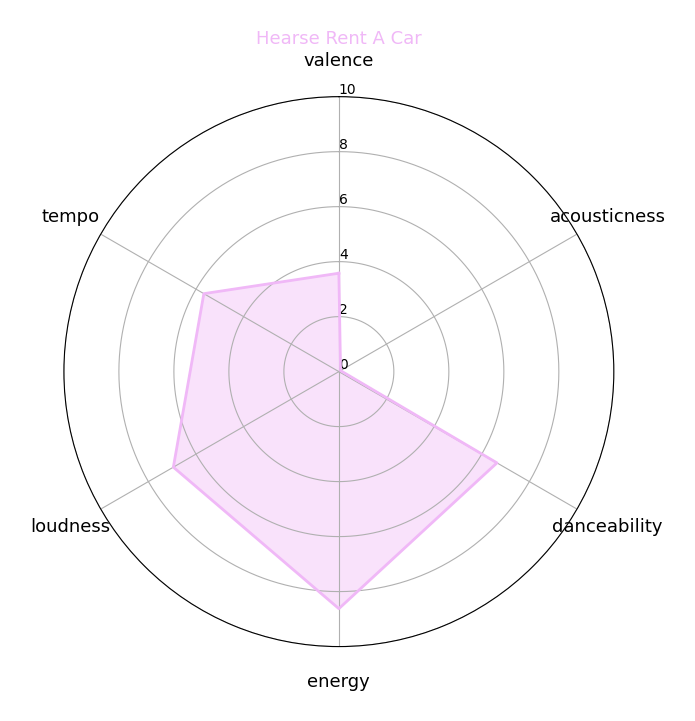 Hearse Rent A Car
valence
10
8
tempo
acousticness
6
4
2
0
loudness
danceability
energy